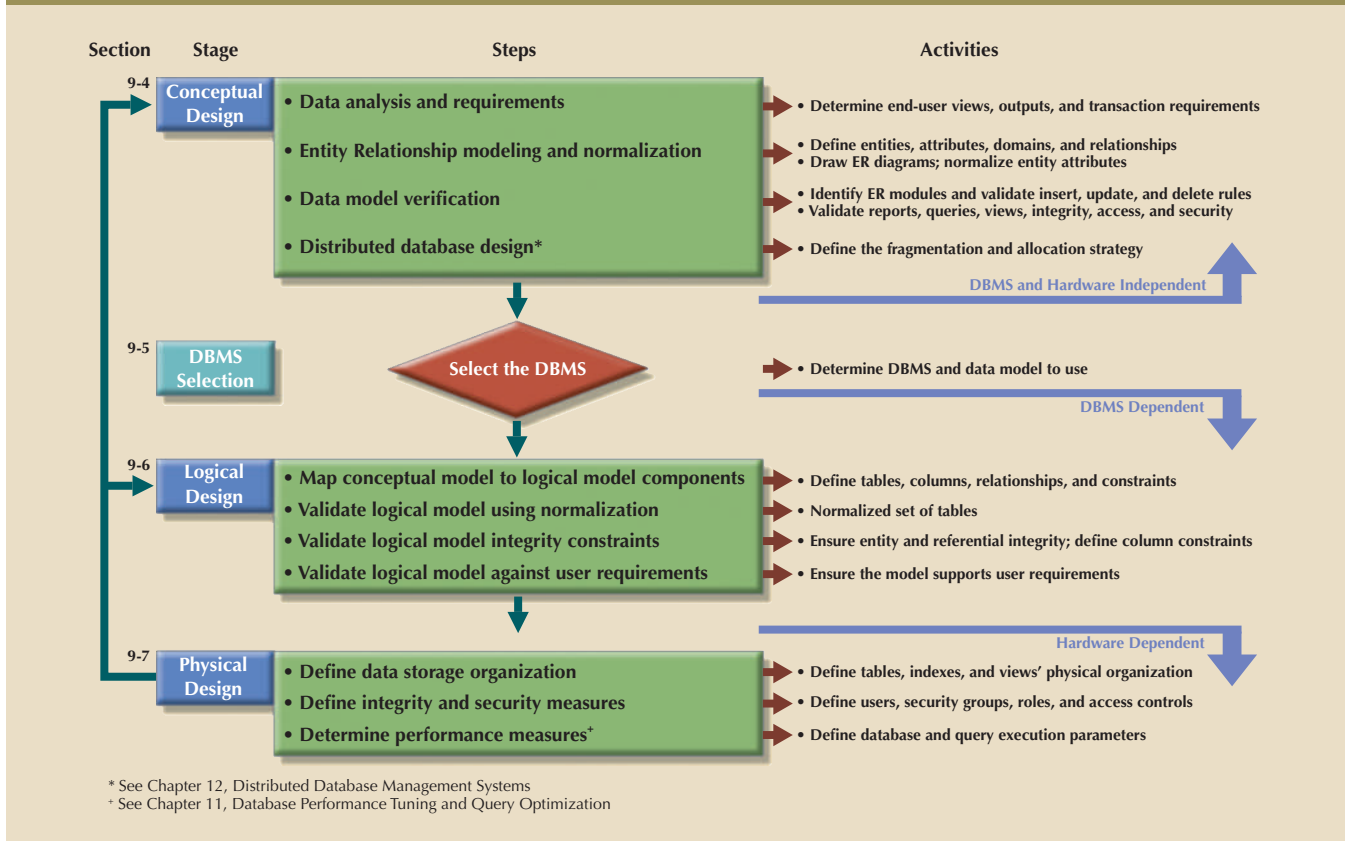 Section Stage Steps Activities
9-4
Conceptual
Design
• Data analysis and requirements
• Determine end-user views, outputs, and transaction requirements
• Entity Relationship modeling and normalization
• Define entities, attributes, domains, and relationships
• Draw ER diagrams; normalize entity attributes
• Data model verification
• Identify ER modules and validate insert, update, and delete rules
• Validate reports, queries, views, integrity, access, and security
• Distributed database design*
• Define the fragmentation and allocation strategy
DBMS and Hardware Independent
9-5
DBMS
Selection
Select the DBMS
• Determine DBMS and data model to use
DBMS Dependent
9-6
Logical
Design
• Map conceptual model to logical model components
• Define tables, columns, relationships, and constraints
• Validate logical model using normalization
• Normalized set of tables
• Validate logical model integrity constraints
• Ensure entity and referential integrity; define column constraints
• Validate logical model against user requirements
• Ensure the model supports user requirements
Hardware Dependent
9-7
Physical
Design
• Define data storage organization
• Define tables, indexes, and views’ physical organization
• Define integrity and security measures
• Define users, security groups, roles, and access controls
• Determine performance measures+
• Define database and query execution parameters
* See Chapter 12, Distributed Database Management Systems
+ See Chapter 11, Database Performance Tuning and Query Optimization